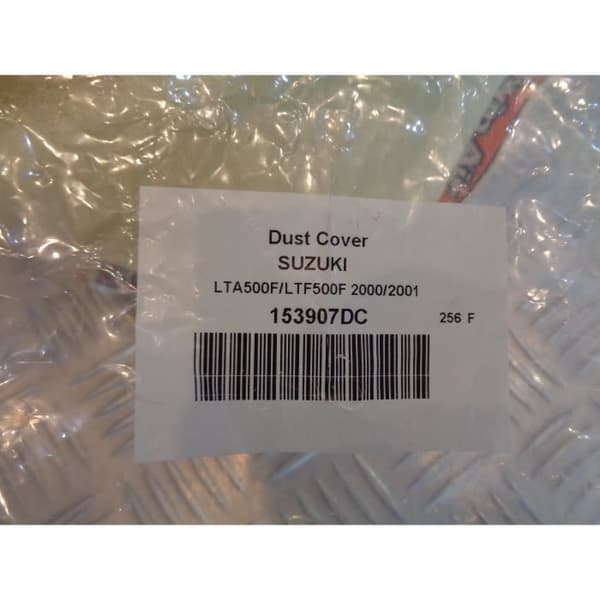 Dust Cover
SUZUKI
LTA500F/LTF500F 2000/2001
153907DC 256 F